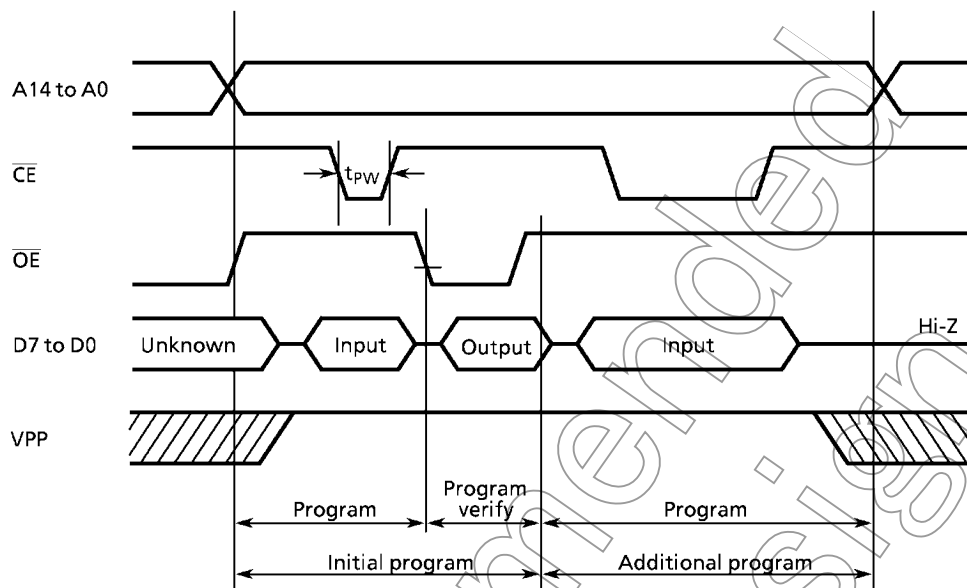 A14 to A0
CE
tPW
OE
D7 to D0
Unknown
Input
Output
Input
Hi-Z
VPP
Program
Program
verify
Program
Initial program
Additional program